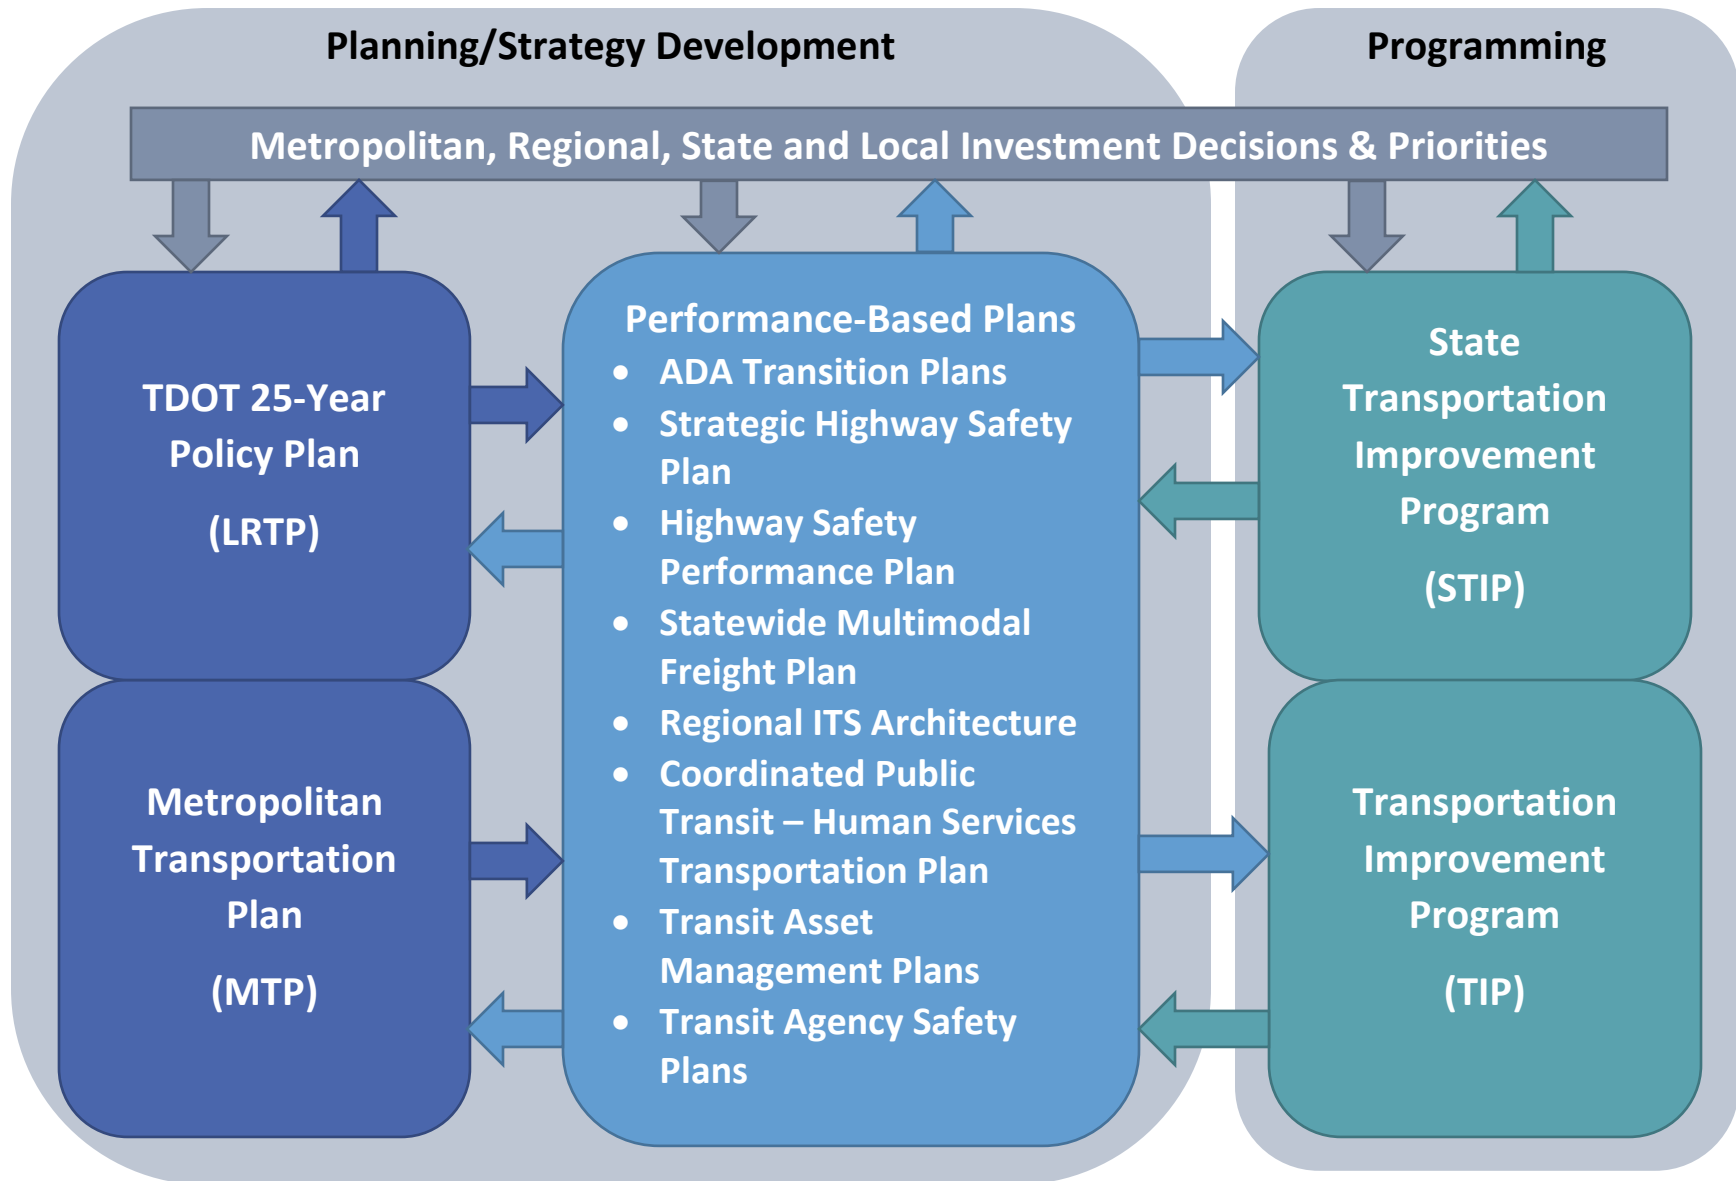 Planning/Strategy Development
Programming
Metropolitan, Regional, State and Local Investment Decisions & Priorities
TDOT 25-Year
Policy Plan
(LRTP)
Metropolitan
Transportation
Plan
(MTP)
Performance-Based Plans
• ADA Transition Plans
• Strategic Highway Safety
Plan
• Highway Safety
Performance Plan
• Statewide Multimodal
Freight Plan
• Regional ITS Architecture
• Coordinated Public
Transit – Human Services
Transportation Plan
• Transit Asset
Management Plans
• Transit Agency Safety
Plans
State
Transportation
Improvement
Program
(STIP)
Transportation
Improvement
Program
(TIP)